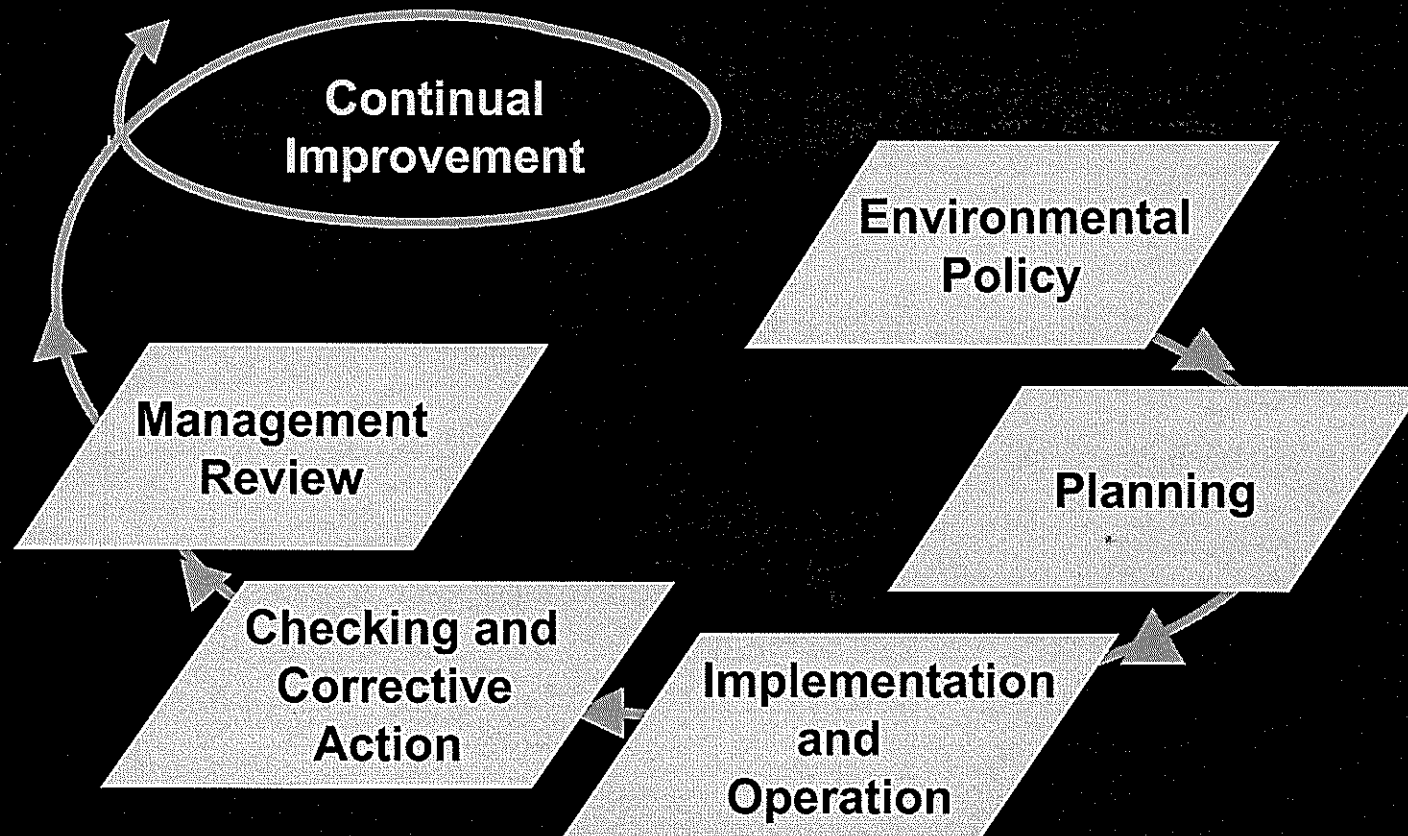 Continual
Improvement
Environmental
Policy
Planning
Implementation
and
Operation
Checking and
Corrective
Action
Management
Review